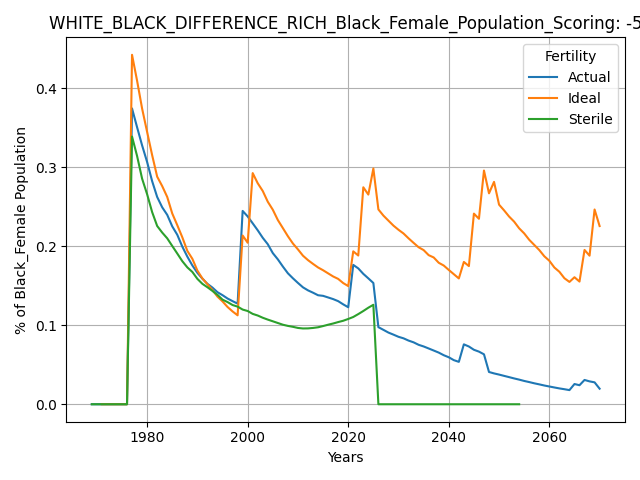 WHITE_BLACK_DIFFERENCE_RICH_Black_Female_Population_Scoring: -5
Fertility
Actual
Ideal
Sterile
% of Black_Female Population
0.4
0.3
0.2
0.1
0.0
1980 2000 2020 2040 2060
Years